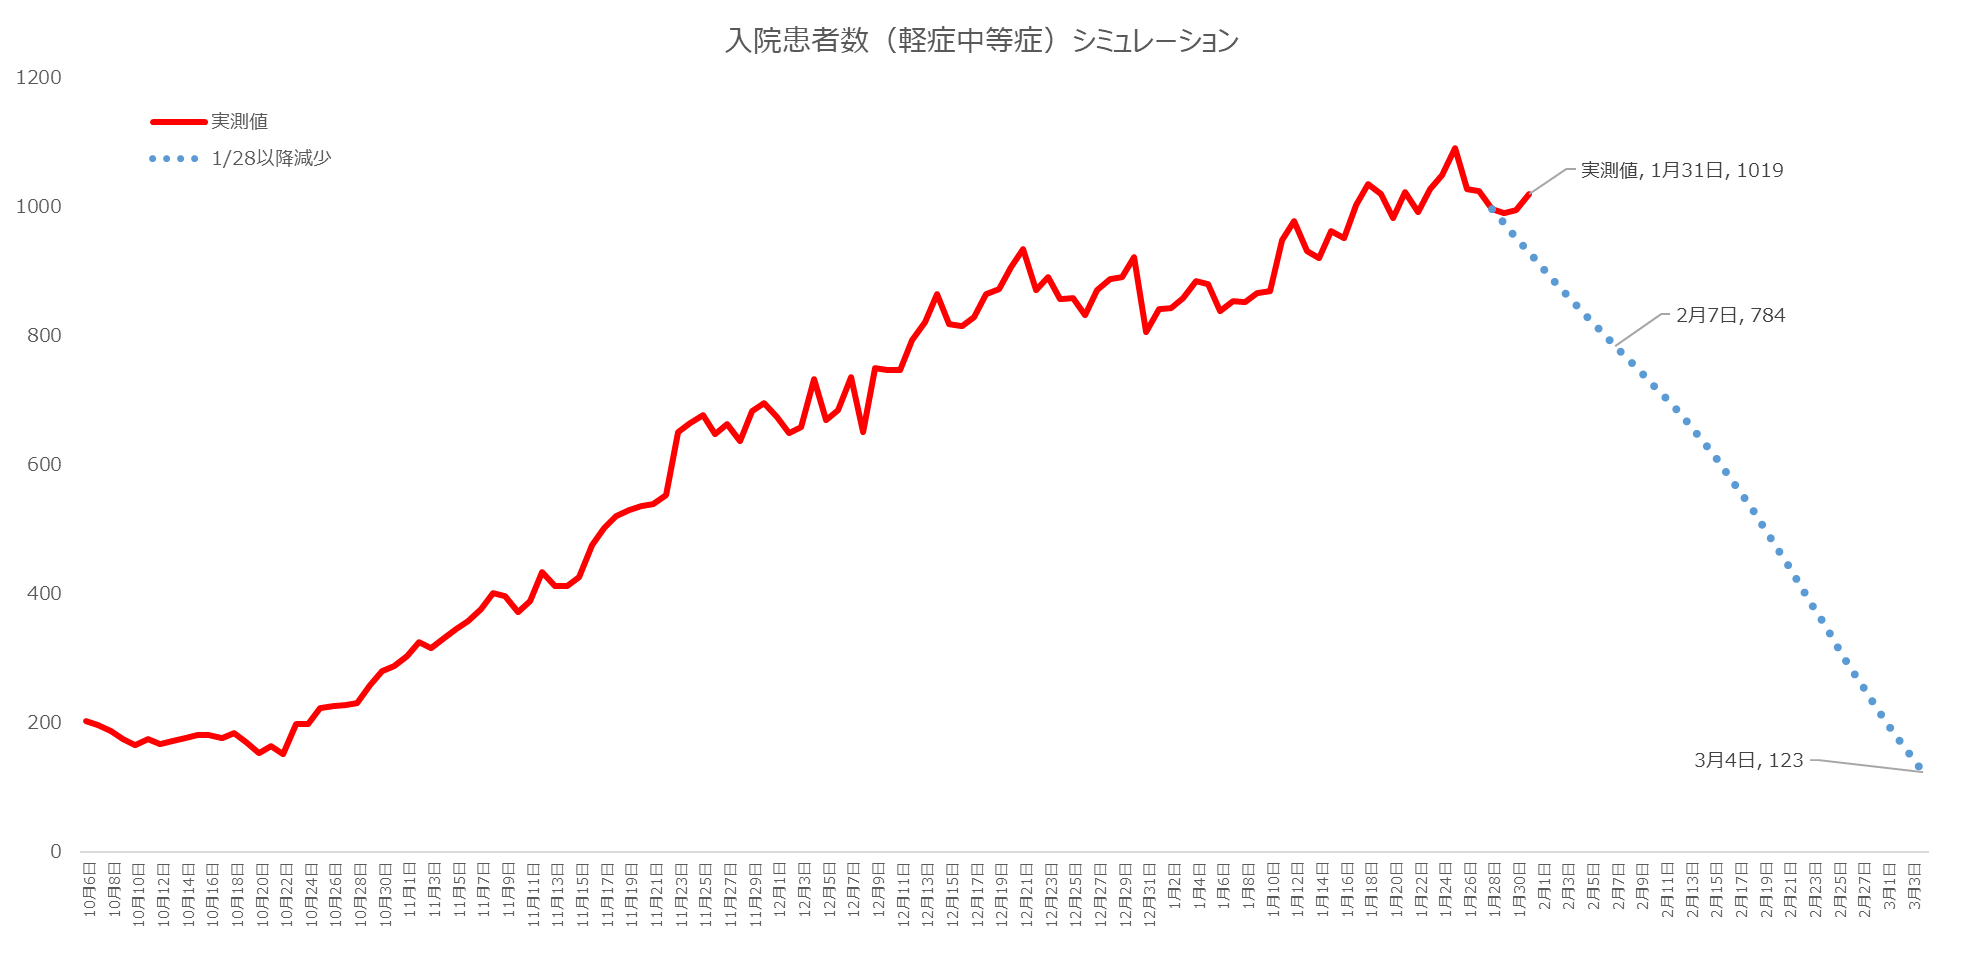 入院患者数（軽症中等症）シミュレーション
1200
1000
800
600
400
200
0
実測値
1/28以降減少
実測値, 1月31日, 1019
2月7日, 784
3月4日, 123
10月6日
10月8日
10月10日
10月12日
10月14日
10月16日
10月18日
10月20日
10月22日
10月24日
10月26日
10月28日
10月30日
11月1日
11月3日
11月5日
11月7日
11月9日
11月11日
11月13日
11月15日
11月17日
11月19日
11月21日
11月23日
11月25日
11月27日
11月29日
12月1日
12月3日
12月5日
12月7日
12月9日
12月11日
12月13日
12月15日
12月17日
12月19日
12月21日
12月23日
12月25日
12月27日
12月29日
12月31日
1月2日
1月4日
1月6日
1月8日
1月10日
1月12日
1月14日
1月16日
1月18日
1月20日
1月22日
1月24日
1月26日
1月28日
1月30日
2月1日
2月3日
2月5日
2月7日
2月9日
2月11日
2月13日
2月15日
2月17日
2月19日
2月21日
2月23日
2月25日
2月27日
3月1日
3月3日